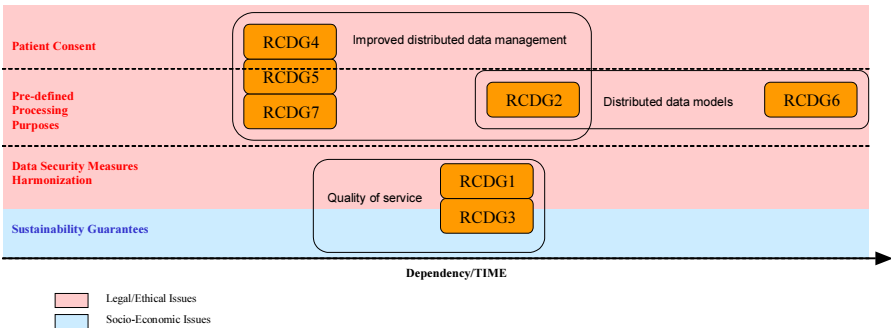 Patient Consent
RCDG4
Improved distributed data management
RCDG5
Pre-defined
Processing
Purposes
RCDG7
RCDG2
Distributed data models
RCDG6
Data Security Measures
Harmonization
RCDG1
Quality of service
RCDG3
Sustainability Guarantees
Dependency/TIME
Legal/Ethical Issues
Socio-Economic Issues